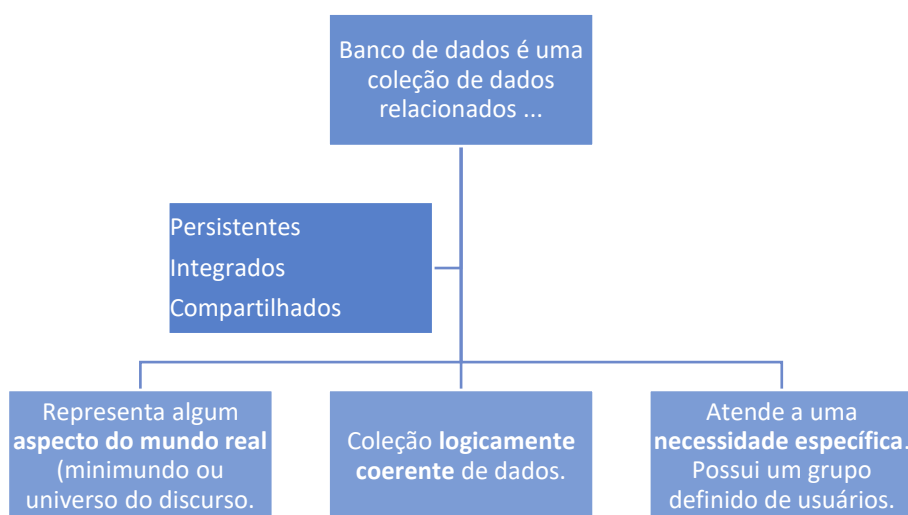 Banco de dados é uma
coleção de dados
relacionados ...
Persistentes
Integrados
Compartilhados
Representa algum
aspecto do mundo real
(minimundo ou
universo do discurso.
Coleção logicamente
coerente de dados.
Atende a uma
necessidade específica.
Possui um grupo
definido de usuários.